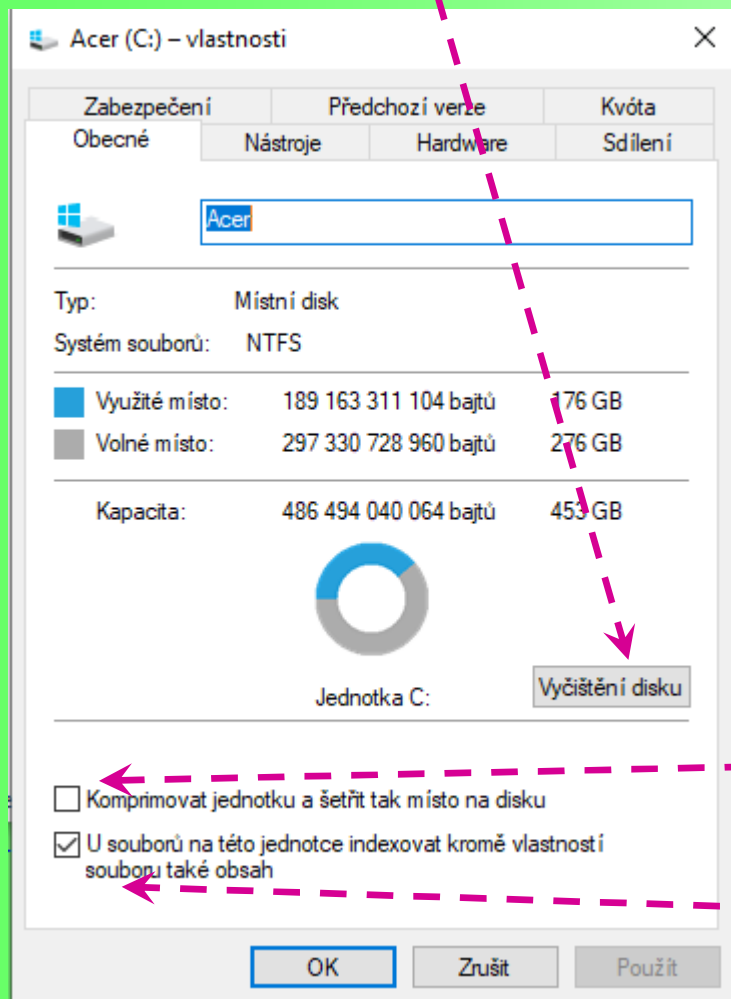 Acer (C:) – vlastnosti
Zabezpečení Předchozí verze Kvóta
Obecné Nástroje Hardware Sdílení
Acer
Typ: Místní disk
Systém souborů: NTFS
Využité místo: 189 163 311 104 bajtů 176 GB
Volné místo: 297 330 728 960 bajtů 276 GB
Kapacita: 486 494 040 064 bajtů 453 GB
Jednotka C: Vyčištění disku
Komprimovat jednotku a šetřit tak místo na disku
U souborů na této jednotce indexovat kromě vlastností
souboru také obsah
OK Zrušit Použít